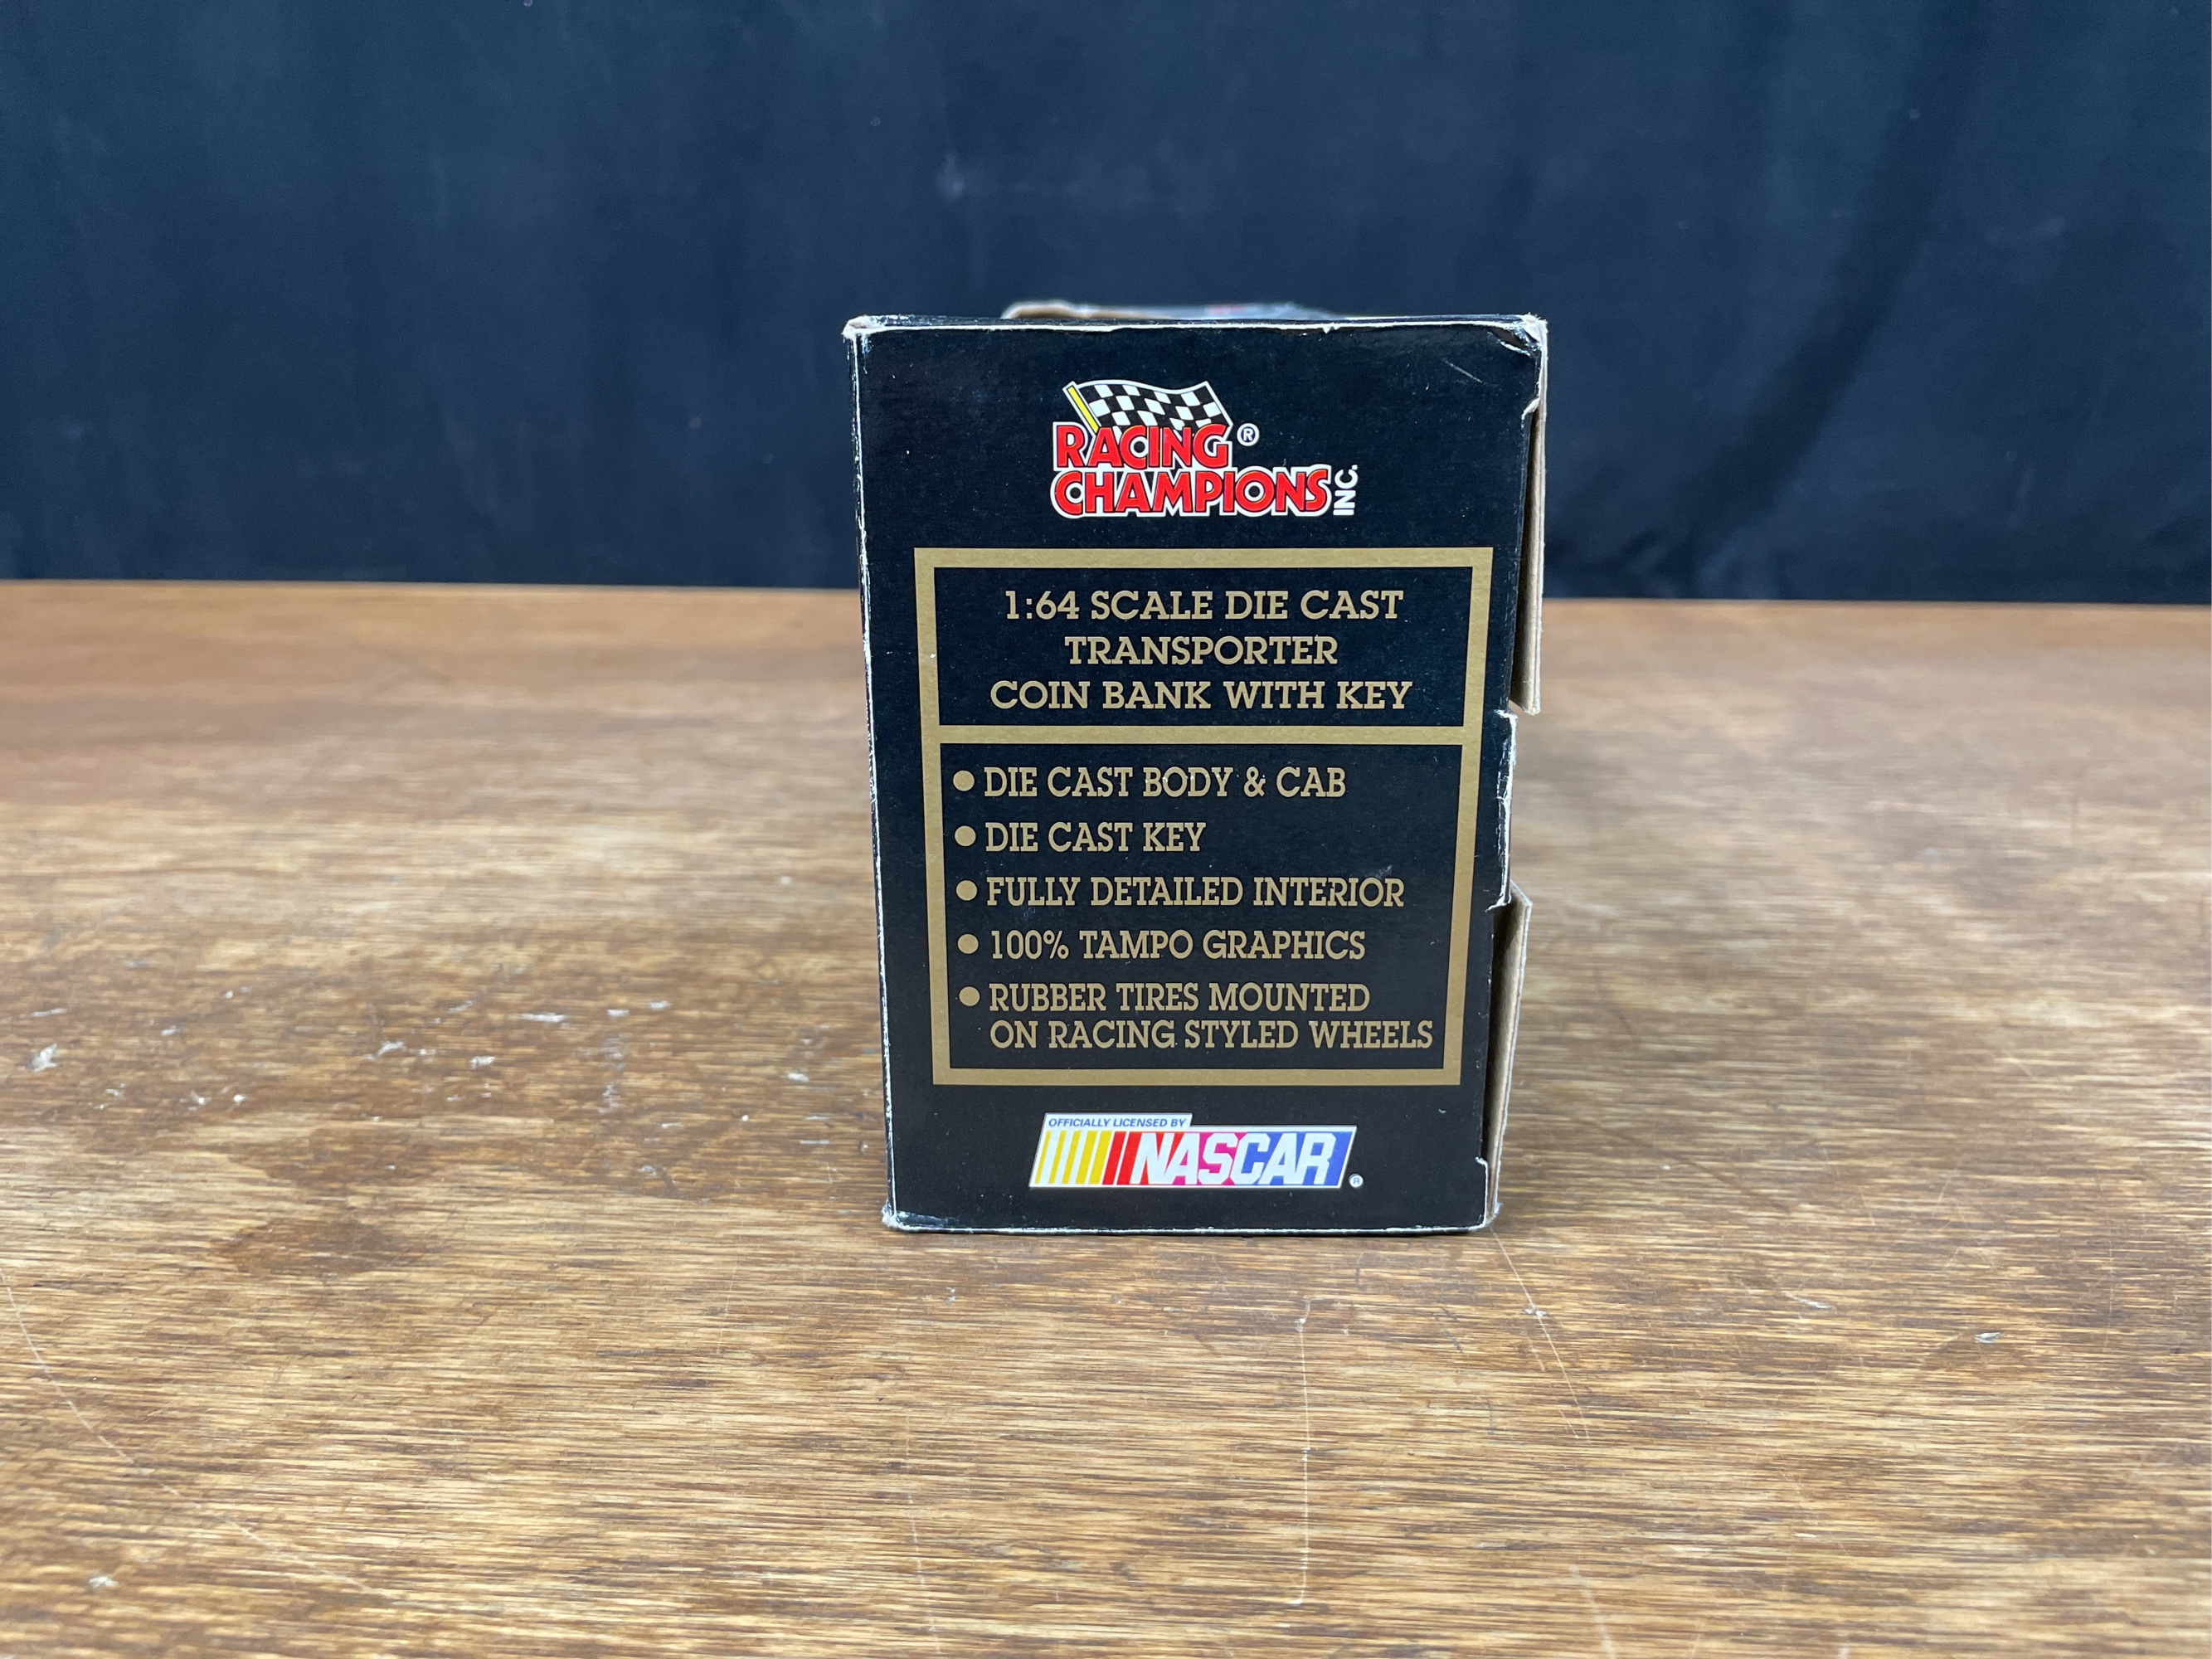 RACING ®
CHAMPIONS INC.
1:64 SCALE DIE CAST
TRANSPORTER
COIN BANK WITH KEY
● DIE CAST BODY & CAB
● DIE CAST KEY
● FULLY DETAILED INTERIOR
● 100% TAMPO GRAPHICS
● RUBBER TIRES MOUNTED
ON RACING STYLED WHEELS
OFFICIALLY LICENSED BY
NASCAR ®